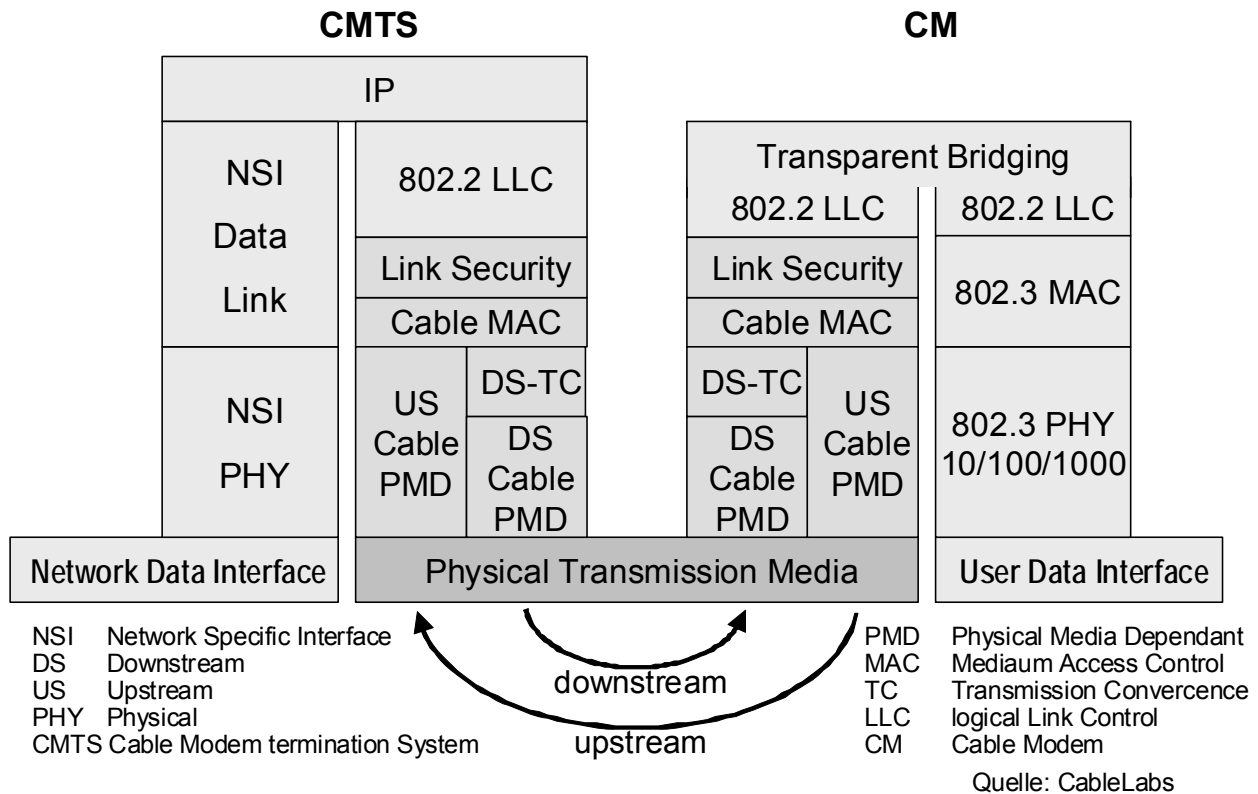 CMTS
CM
IP
NSI
Data
Link
802.2 LLC
Link Security
Cable MAC
NSI
PHY
US
Cable
PMD
DS-TC
DS
Cable
PMD
Transparent Bridging
802.2 LLC
802.2 LLC
Link Security
Cable MAC
802.3 MAC
DS-TC
DS
Cable
PMD
US
Cable
PMD
802.3 PHY
10/100/1000
Network Data Interface
Physical Transmission Media
User Data Interface
downstream
upstream
NSI Network Specific Interface
DS Downstream
US Upstream
PHY Physical
CMTS Cable Modem termination System
PMD Physical Media Dependant
MAC Mediaum Access Control
TC Transmission Convercence
LLC logical Link Control
CM Cable Modem
Quelle: CableLabs